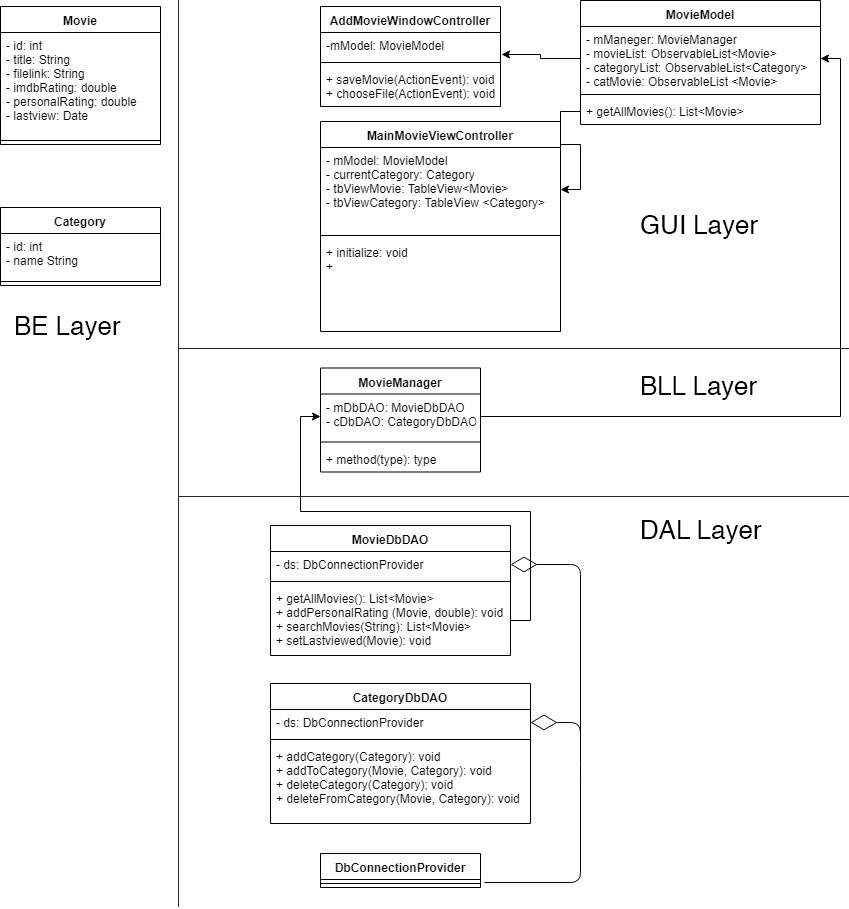 Movie
- id: int
- title: String
- filelink: String
- imdbRating: double
- personalRating: double
- lastview: Date
Category
- id: int
- name String
BE Layer
AddMovieWindowController
-mModel: MovieModel
+ saveMovie(ActionEvent): void
+ chooseFile(ActionEvent): void
MovieModel
- mManeger: MovieManager
- movieList: ObservableList<Movie>
- categoryList: ObservableList<Category>
- catMovie: ObservableList <Movie>
+ getAllMovies(): List<Movie>
MainMovieViewController
- mModel: MovieModel
- currentCategory: Category
- tbViewMovie: TableView<Movie>
- tbViewCategory: TableView <Category>
+ initialize: void
+
GUI Layer
MovieManager
- mDbDAO: MovieDbDAO
- cDbDAO: CategoryDbDAO
+ method(type): type
BLL Layer
DAL Layer
MovieDbDAO
- ds: DbConnectionProvider
+ getAllMovies(): List<Movie>
+ addPersonalRating (Movie, double): void
+ searchMovies(String): List<Movie>
+ setLastviewed(Movie): void
CategoryDbDAO
- ds: DbConnectionProvider
+ addCategory(Category): void
+ addToCategory(Movie, Category): void
+ deleteCategory(Category); void
+ deleteFromCategory(Movie, Category): void
DbConnectionProvider